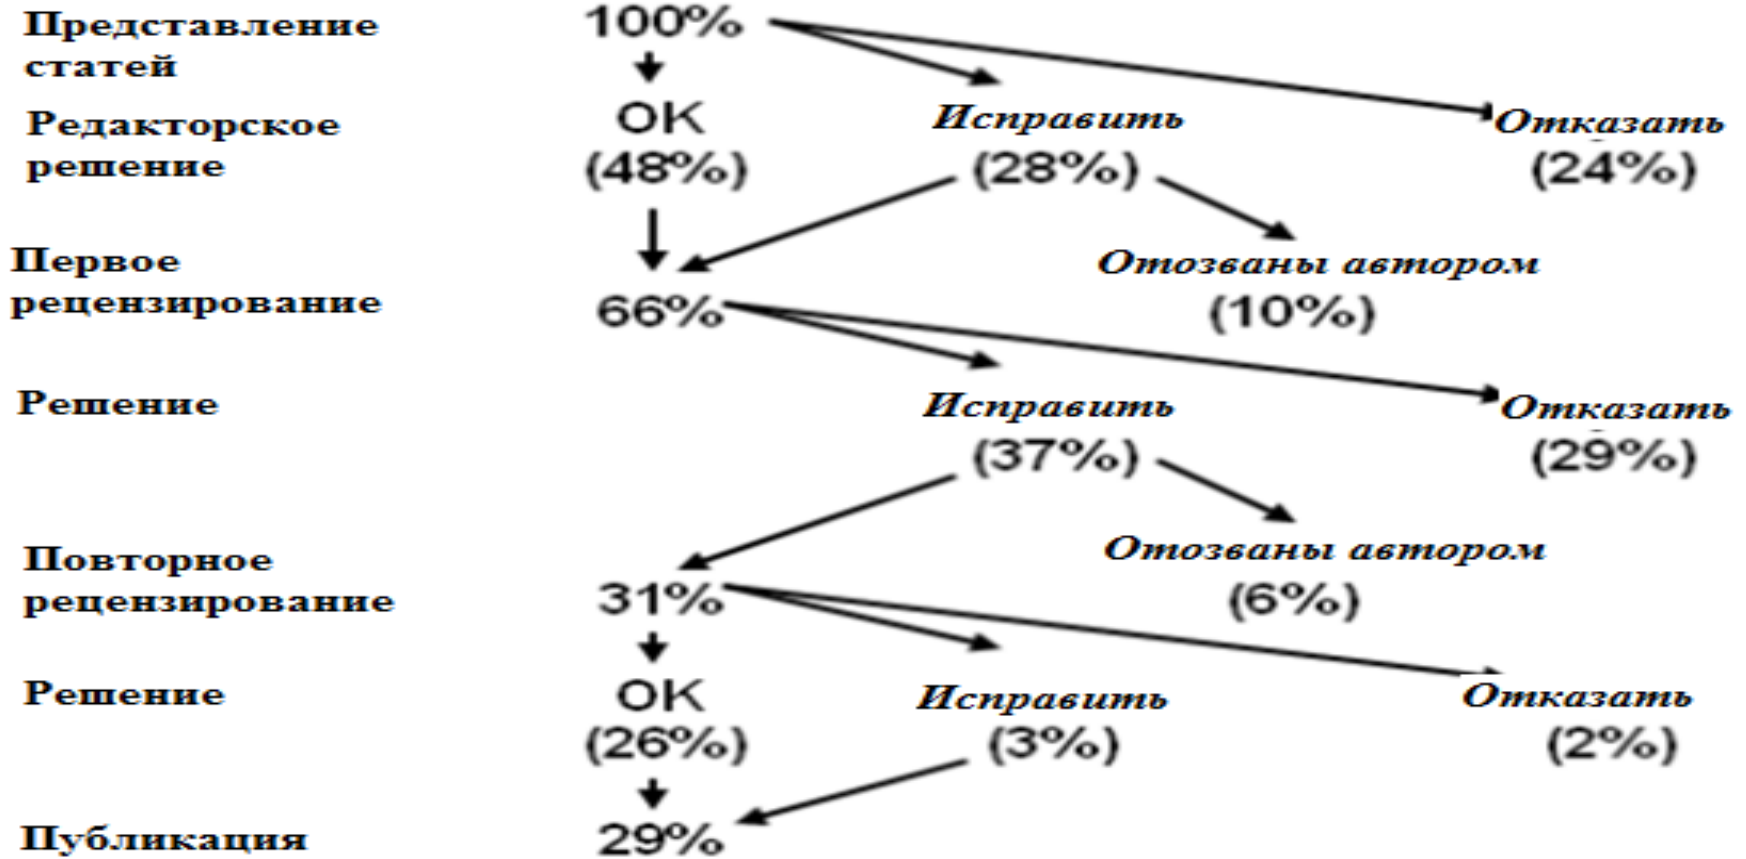 Представление 100%
статей
Редакторское OK Исправить Отказать
решение (48%) (28%) (24%)
Первое Отозваны автором
рецензирование 66% (10%)
Решение Исправить Отказать
(37%) (29%)
Повторное Отозваны автором
рецензирование 31% (6%)
Решение OK Исправить Отказать
(26%) (3%) (2%)
Публикация 29%